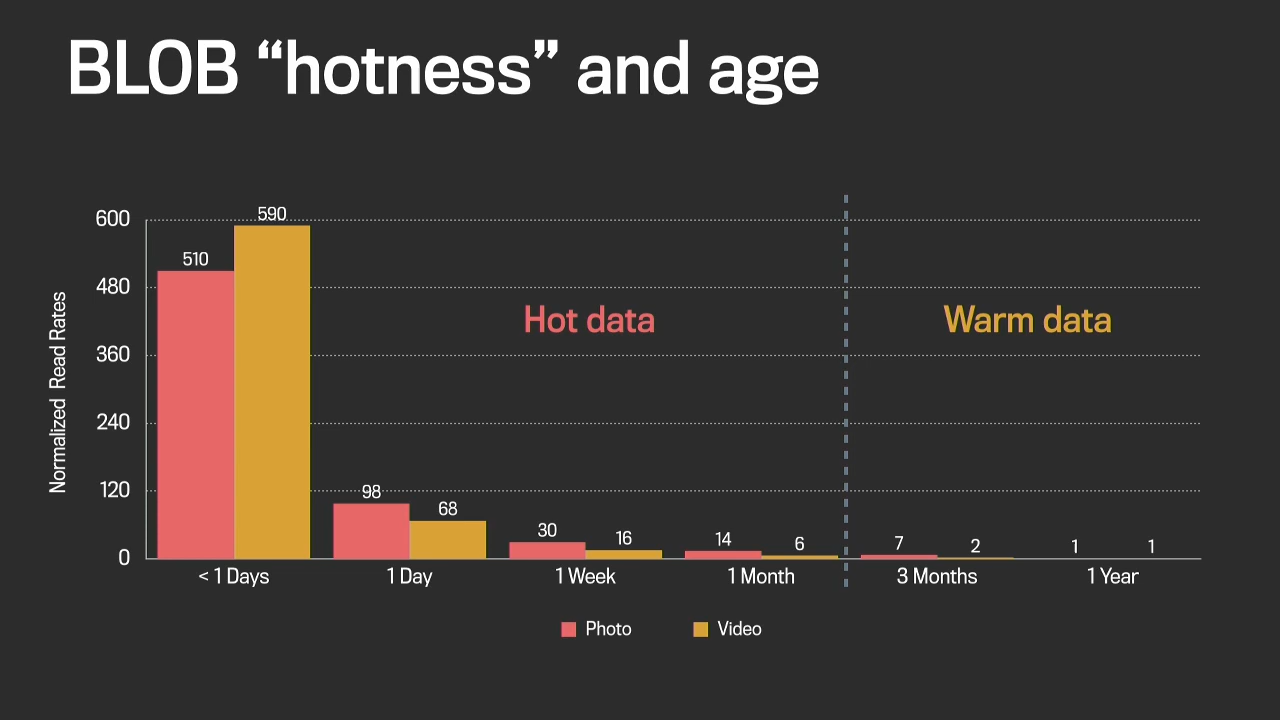 BLOB “hotness” and age
600
480
360
240
120
0
Normalized Read Rates
510
590
98
68
30
16
14
6
7
2
1
1
Hot data
Warm data
< 1 Days
1 Day
1 Week
1 Month
3 Months
1 Year
Photo
Video